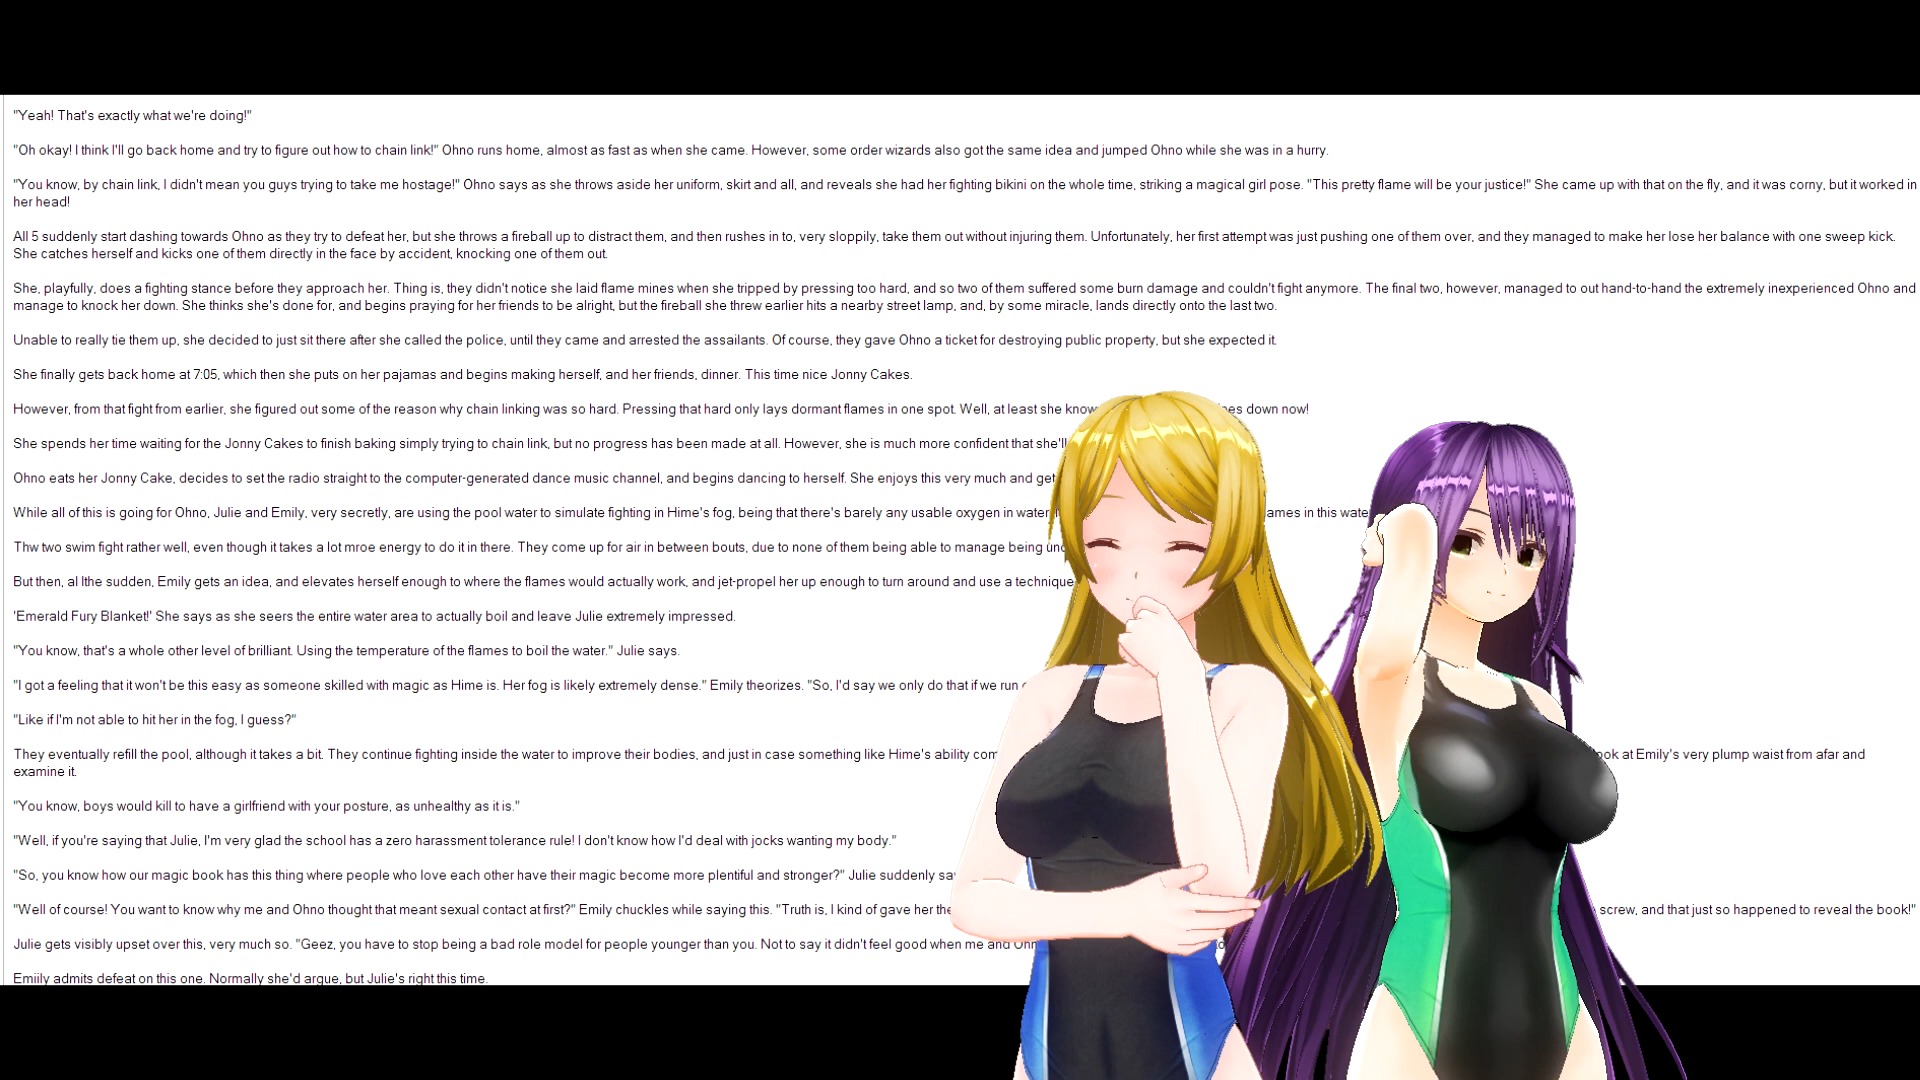 "Yeah! That's exactly what we're doing!"
"Oh okay! I think I'll go back home and try to figure out how to chain link!" Ohno runs home, almost as fast as when she came. However, some order wizards also got the same idea and jumped Ohno while she was in a hurry.
"You know, by chain link, I didn't mean you guys trying to take me hostage!" Ohno says as she throws aside her uniform, skirt and all, and reveals she had her fighting bikini on the whole time, striking a magical girl pose. "This pretty flame will be your justice!" She came up with that on the fly, and it was corny, but it worked in
her head!
All 5 suddenly start dashing towards Ohno as they try to defeat her, but she throws a fireball up to distract them, and then rushes in to, very sloppily, take them out without injuring them. Unfortunately, her first attempt was just pushing one of them over, and they managed to make her lose her balance with one sweep kick.
She catches herself and kicks one of them directly in the face by accident, knocking one of them out.
She, playfully, does a fighting stance before they approach her. Thing is, they didn't notice she laid flame mines when she tripped by pressing too hard, and so two of them suffered some burn damage and couldn't fight anymore. The final two, however, managed to out hand-to-hand the extremely inexperienced Ohno and
manage to knock her down. She thinks she's done for, and begins praying for her friends to be alright, but the fireball she threw earlier hits a nearby street lamp, and, by some miracle, lands directly onto the last two.
Unable to really tie them up, she decided to just sit there after she called the police, until they came and arrested the assailants. Of course, they gave Ohno a ticket for destroying public property, but she expected it.
She finally gets back home at 7:05, which then she puts on her pajamas and begins making herself, and her friends, dinner. This time nice Jonny Cakes.
However, from that fight from earlier, she figured out some of the reason why chain linking was so hard. Pressing that hard only lays dormant flames in one spot. Well, at least she know down now!
She spends her time waiting for the Jonny Cakes to finish baking simply trying to chain link, but no progress has been made at all. However, she is much more confident that she'll
Ohno eats her Jonny Cake, decides to set the radio straight to the computer-generated dance music channel, and begins dancing to herself. She enjoys this very much and get
While all of this is going for Ohno, Julie and Emily, very secretly, are using the pool water to simulate fighting in Hime's fog, being that there's barely any usable oxygen in water in this
Thw two swim fight rather well, even though it takes a lot mroe energy to do it in there. They come up for air in between bouts, due to none of them being able to manage being
But then, al lthe sudden, Emily gets an idea, and elevates herself enough to where the flames would actually work, and jet-propel her up enough to turn around and use a technique
'Emerald Fury Blanket!' She says as she seers the entire water area to actually boil and leave Julie extremely impressed.
"You know, that's a whole other level of brilliant. Using the temperature of the flames to boil the water." Julie says.
"I got a feeling that it won't be this easy as someone skilled with magic as Hime is. Her fog is likely extremely dense." Emily theorizes. "So, I'd say we only do that if we run
"Like if I'm not able to hit her in the fog, I guess?"
They eventually refill the pool, although it takes a bit. They continue fighting inside the water to improve their bodies, and just in case something like Hime's ability at Emily's very plump waist from afar and
examine it.
"You know, boys would kill to have a girlfriend with your posture, as unhealthy as it is."
"Well, if you're saying that Julie, I'm very glad the school has a zero harassment tolerance rule! I don't know how I'd deal with jocks wanting my body."
"So, you know how our magic book has this thing where people who love each other have their magic become more plentiful and stronger?" Julie suddenly
"Well of course! You want to know why me and Ohno thought that meant sexual contact at first?" Emily chuckles while saying this. "Truth is, I kind of gave her screw, and that just so happened to reveal the book!"
Julie gets visibly upset over this, very much so. "Geez, you have to stop being a bad role model for people younger than you. Not to say it didn't feel good when me and
Emiily admits defeat on this one. Normally she'd argue, but Julie's right this time.